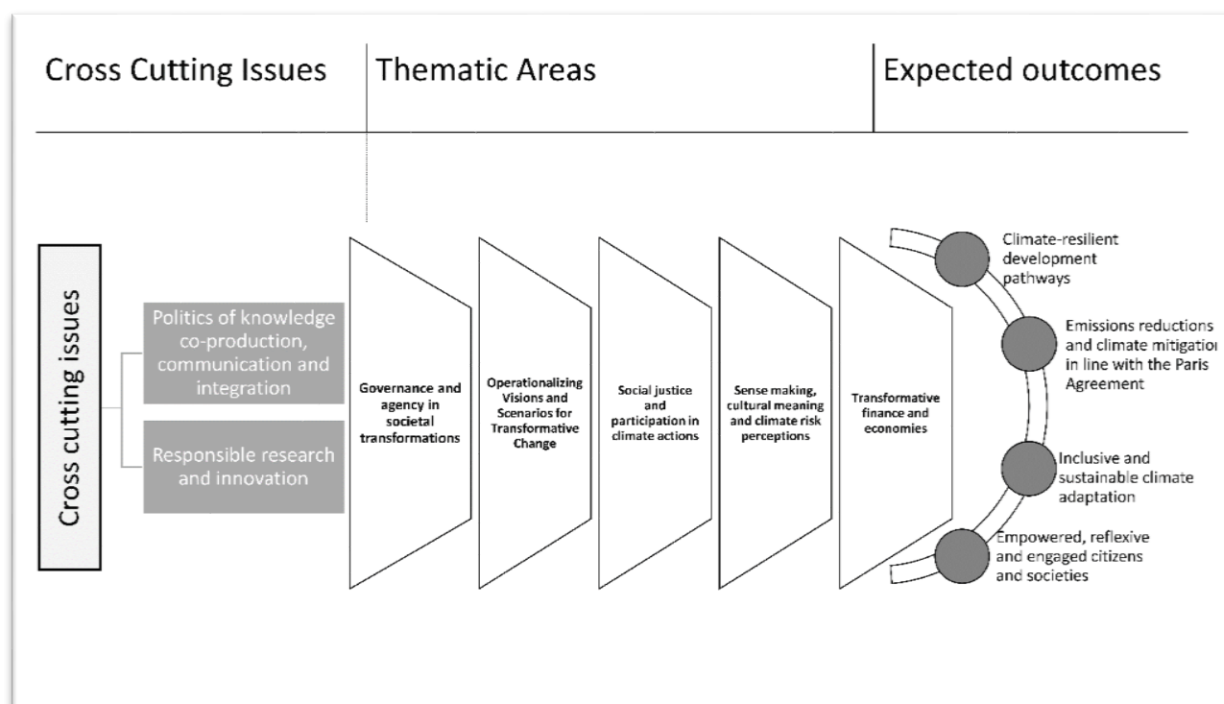 Cross Cutting Issues
Thematic Areas
Expected outcomes
Cross cutting issues
Politics of knowledge
co-production,
communication and
integration
Responsible research
and innovation
Governance and
agency in
societal
transformations
Operationalizing
Visions and
Scenarios for
Transformative
Change
Social justice
and
participation in
climate actions
Sense making,
cultural meaning
and climate risk
perceptions
Transformative
finance and
economies
Climate-resilient
development
pathways
Emissions reductions
and climate mitigation
in line with the Paris
Agreement
Inclusive and
sustainable climate
adaptation
Empowered, reflexive
and engaged citizens
and societies